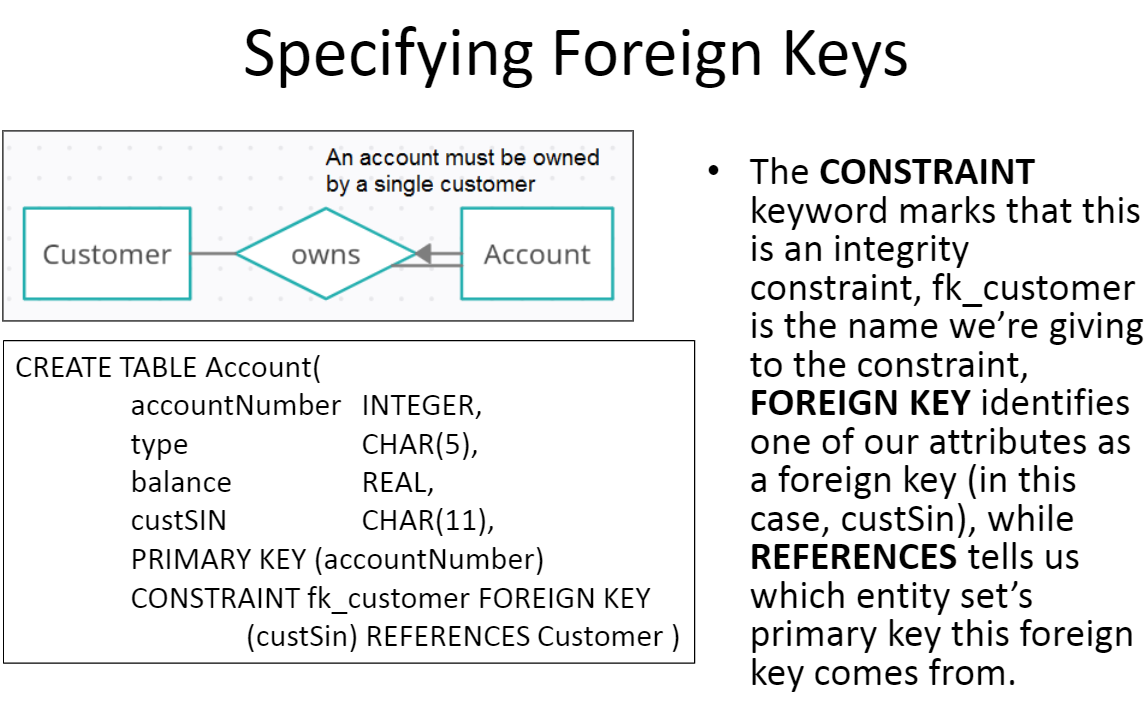 Specifying Foreign Keys
An account must be owned
by a single customer
Customer
owns
Account
CREATE TABLE Account(
accountNumber INTEGER,
type CHAR(5),
balance REAL,
custSIN CHAR(11),
PRIMARY KEY (accountNumber)
CONSTRAINT fk_customer FOREIGN KEY
(custSin) REFERENCES Customer )
• The CONSTRAINT
keyword marks that this
is an integrity
constraint, fk_customer
is the name we’re giving
to the constraint,
FOREIGN KEY identifies
one of our attributes as
a foreign key (in this
case, custSin), while
REFERENCES tells us
which entity set’s
primary key this foreign
key comes from.